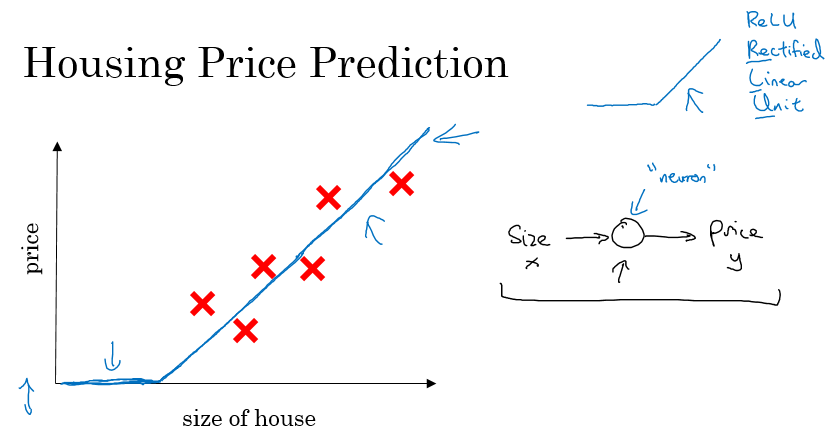 Housing Price Prediction
ReLU
Rectified
Linear
Unit
"neuron"
size
x
price
y
price
size of house